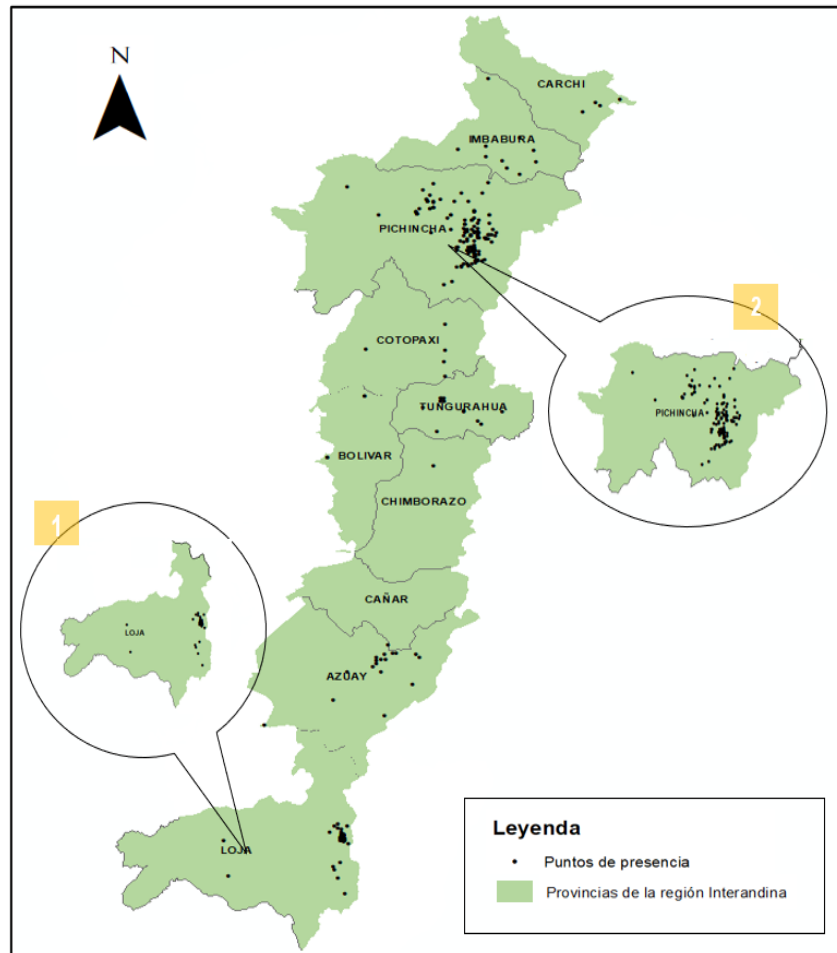 N
CARCHI
IMBABURA
PICHINCHA
2
COTOPAXI
PICHINCHA
TUNGURAHUA
BOLIVAR
CHIMBORAZO
1
CAÑAR
LOJA
AZUAY
LOJA
Leyenda
Puntos de presencia
Provincias de la región Interandina